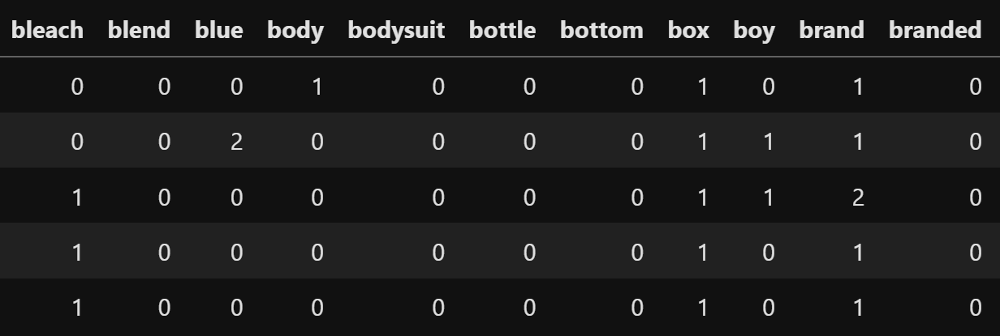 bleach blend blue body bodysuit bottle bottom box boy brand branded
0 0 0 1 0 0 0 1 0 1 0
0 0 2 0 0 0 0 1 1 1 0
1 0 0 0 0 0 0 1 1 2 0
1 0 0 0 0 0 0 1 0 1 0
1 0 0 0 0 0 0 1 0 1 0